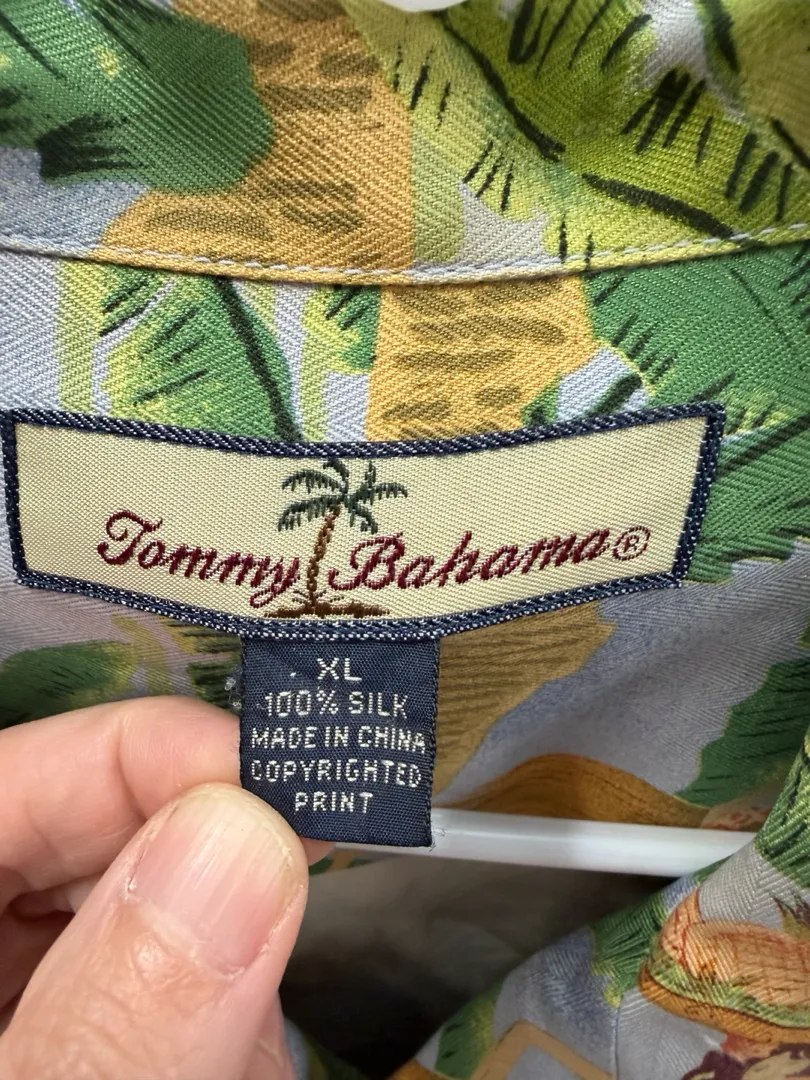 Tommy Bahama®
XL
100% SILK
MADE IN CHINA
COPYRIGHTED
PRINT